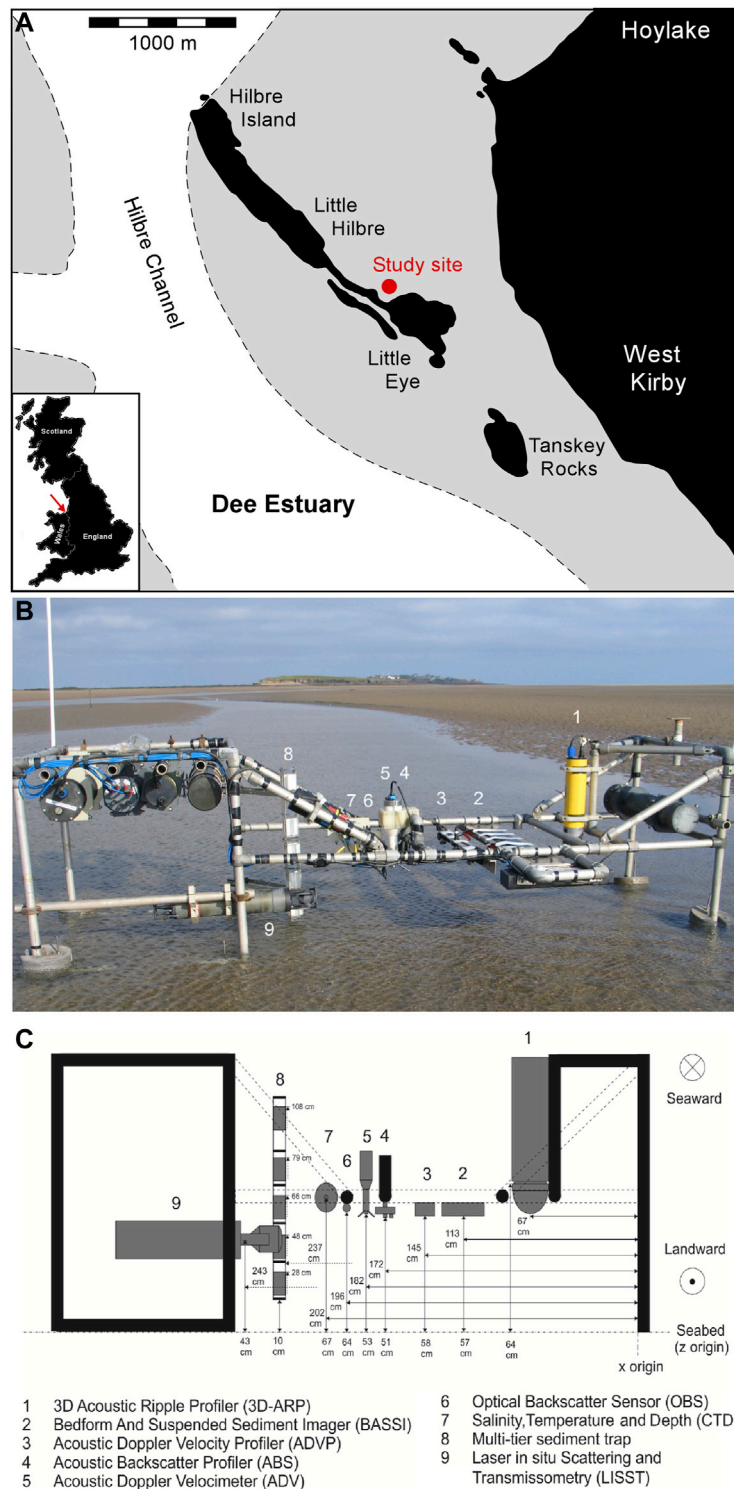 A
1000 m
Hoylake
Hilbre
Island
Little
Hilbre
Study site
Hilbre Channel
Little
Eye
West
Kirby
Tanskey
Rocks
Dee Estuary
Scotland
Wales
England
B
1
8
5 4
7 6
3
2
9
C
1
8
Seaward
108 cm
7
5
4
79 cm
6
3
2
9
66 cm
67
cm
113
cm
48 cm
237
cm
145
cm
Landward
172
cm
28 cm
243
cm
182
cm
196
cm
202
cm
Seabed
(z origin)
43
cm
10
cm
67
cm
64
cm
53
cm
51
cm
58
cm
57
cm
64
cm
x origin
1 3D Acoustic Ripple Profiler (3D-ARP)
2 Bedform And Suspended Sediment Imager (BASSI)
3 Acoustic Doppler Velocity Profiler (ADVP)
4 Acoustic Backscatter Profiler (ABS)
5 Acoustic Doppler Velocimeter (ADV)
6 Optical Backscatter Sensor (OBS)
7 Salinity,Temperature and Depth (CTD
8 Multi-tier sediment trap
9 Laser in situ Scattering and
Transmissometry (LISST)